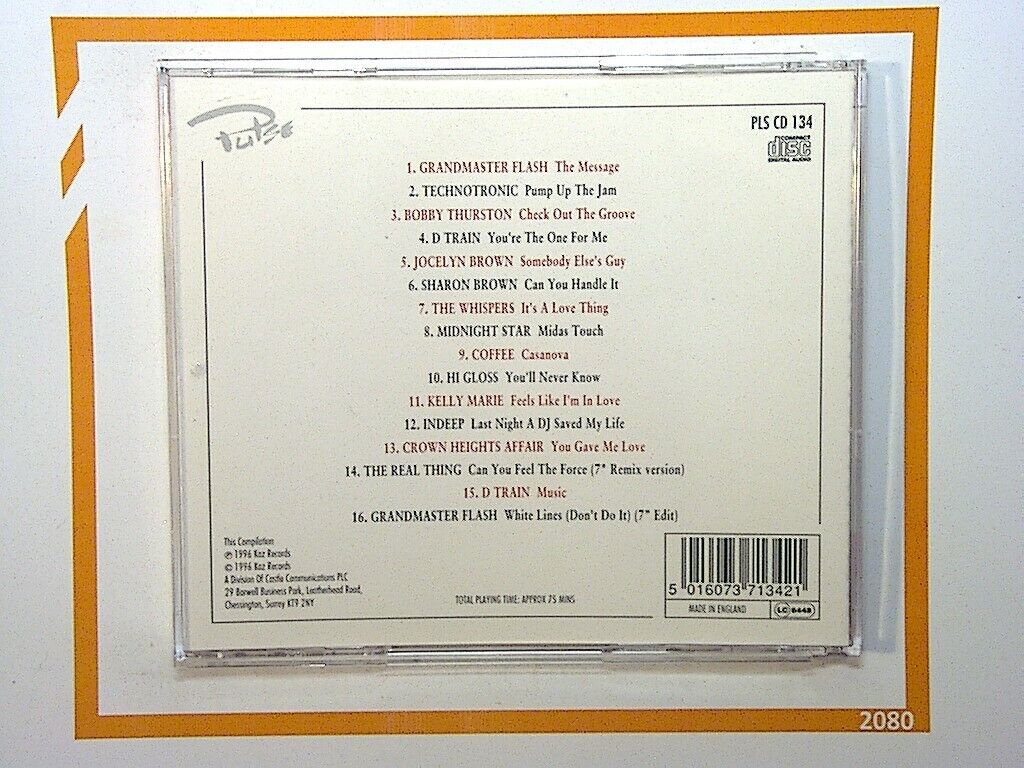 Pulse
PLS CD 134
COMPACT
disc
DIGITAL AUDIO
1. GRANDMASTER FLASH The Message
2. TECHNOTRONIC Pump Up The Jam
3. BOBBY THURSTON Check Out The Groove
4. D TRAIN You're The One For Me
5. JOCELYN BROWN Somebody Else's Guy
6. SHARON BROWN Can You Handle It
7. THE WHISPERS It's A Love Thing
8. MIDNIGHT STAR Midas Touch
9. COFFEE Casanova
10. HI GLOSS You'll Never Know
11. KELLY MARIE Feels Like I'm In Love
12. INDEEP Last Night A DJ Saved My Life
13. CROWN HEIGHTS AFFAIR You Gave Me Love
14. THE REAL THING Can You Feel The Force (7" Remix version)
15. D TRAIN Music
16. GRANDMASTER FLASH White Lines (Don't Do It) (7" Edit)
This Compilation
℗ 1996 Kaz Records
© 1996 Kaz Records
A Division Of Castle Communications PLC
29 Barwell Business Park, Leatherhead Road,
Chessington, Surrey KT9 2NY
TOTAL PLAYING TIME: APPROX 75 MINS
5 016073 713421
MADE IN ENGLAND
LC 6448
2080